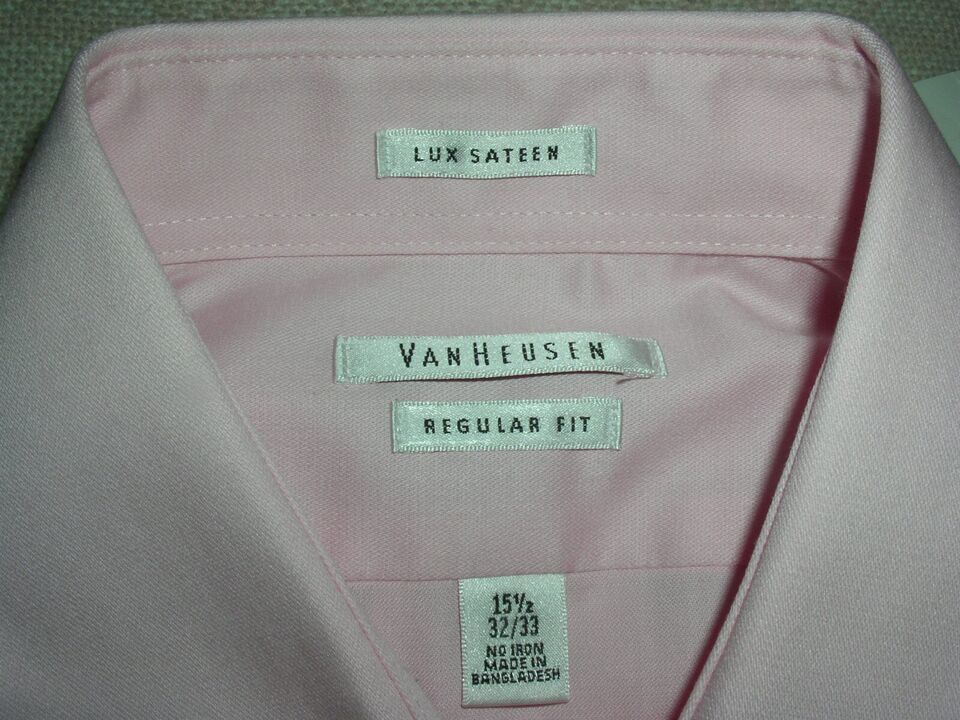 LUX SATEEN
VANHEUSEN
REGULAR FIT
15½
32/33
NO IRON
MADE IN
BANGLADESH